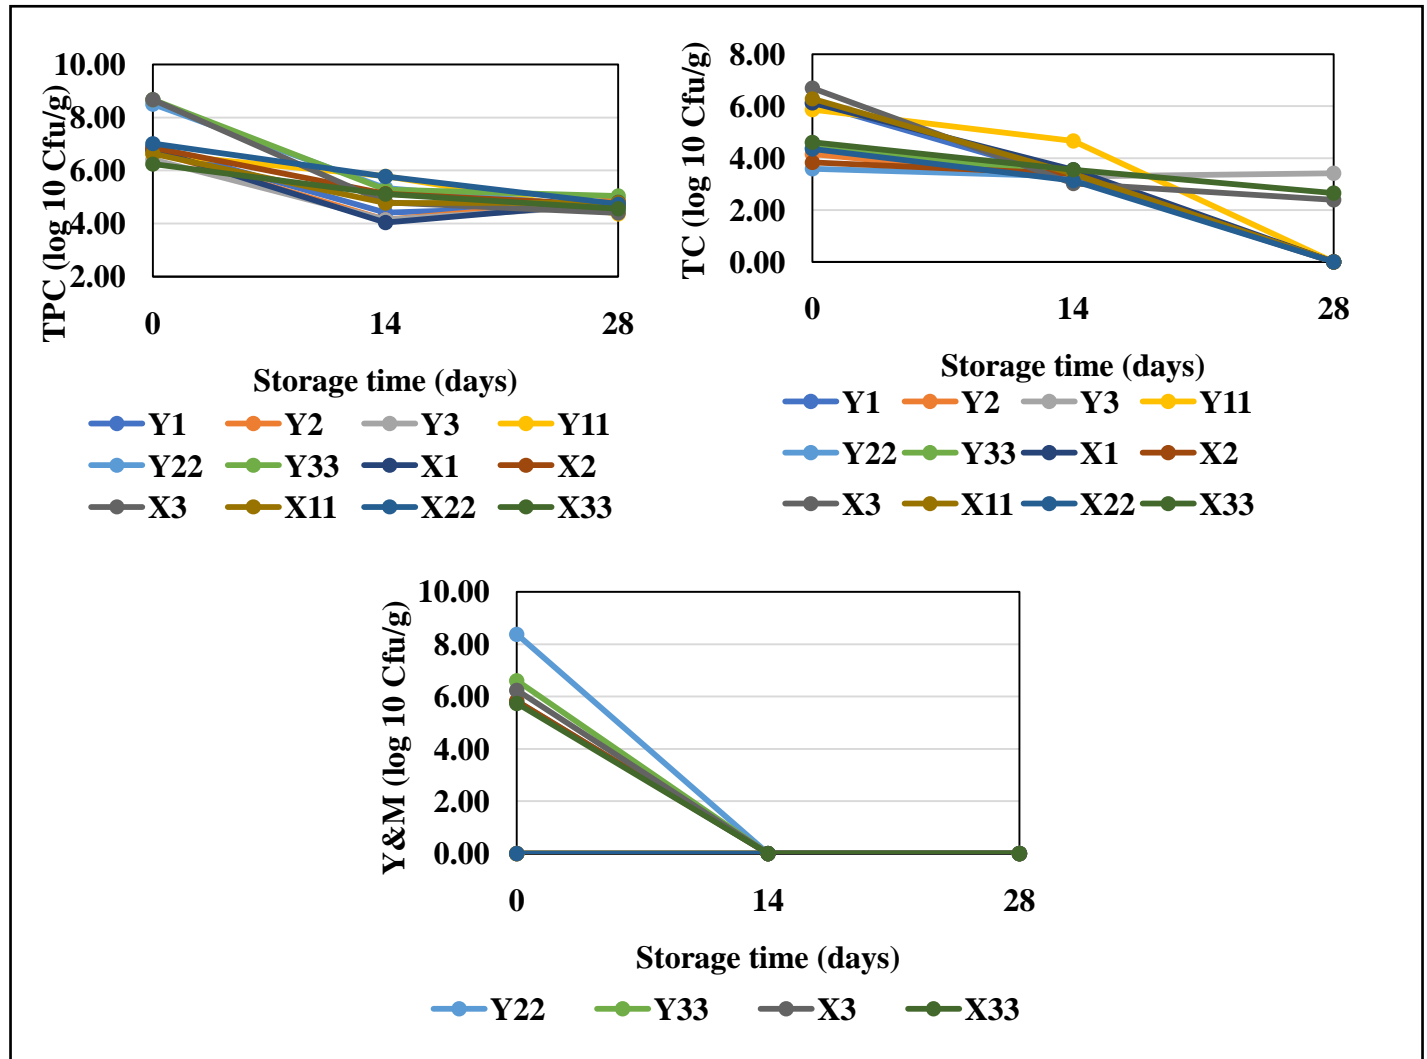 TPC (log 10 Cfu/g)
10.00
8.00
6.00
4.00
2.00
0 14 28
Storage time (days)
Y1 Y2 Y3 Y11
Y22 Y33 X1 X2
X3 X11 X22 X33
TC (log 10 Cfu/g)
8.00
6.00
4.00
2.00
0.00
0 14 28
Storage time (days)
Y1 Y2 Y3 Y11
Y22 Y33 X1 X2
X3 X11 X22 X33
Y&M (log 10 Cfu/g)
10.00
8.00
6.00
4.00
2.00
0.00
0 14 28
Storage time (days)
Y22 Y33 X3 X33